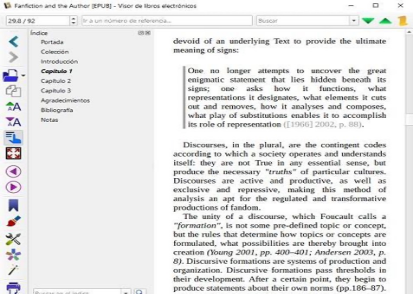 Fanfiction and the Author [EPUB] - Visor de libros electrónicos
29.0 / 92
Ir a un número de referencia...
Buscar
Índice
Portada
Colección
Introducción
Capítulo 1
Capítulo 2
Capítulo 3
Agradecimientos
Bibliografía
Notas
Buscar en el índice
devoid of an underlying Text to provide the ultimate
meaning of signs:
One no longer attempts to uncover the great
enigmatic statement that lies hidden beneath its
signs; one asks how it functions, what
representations it designates, what elements it cuts
out and removes, how it analyses and composes,
what play of substitutions enables it to accomplish
its role of representation ([1966] 2002, p. 88).
Discourses, in the plural, are the contingent codes
according to which a society operates and understands
itself: they are not True in any essential sense, but
produce the necessary "truths" of particular cultures.
Discourses are active and productive, as well as
exclusive and repressive, making this method of
analysis an apt for the regulated and transformative
productions of fandom.
The unity of a discourse, which Foucault calls a
"formation", is not some pre-defined topic or concept,
but the rules that determine how topics or concepts are
formulated, what possibilities are thereby brought into
creation (Young 2001, pp. 400–401; Andersen 2003, p.
8). Discursive formations are systems of production and
organization. Discursive formations pass thresholds in
their development. After a certain point, they begin to
produce statements about their own norms (pp.186–87).